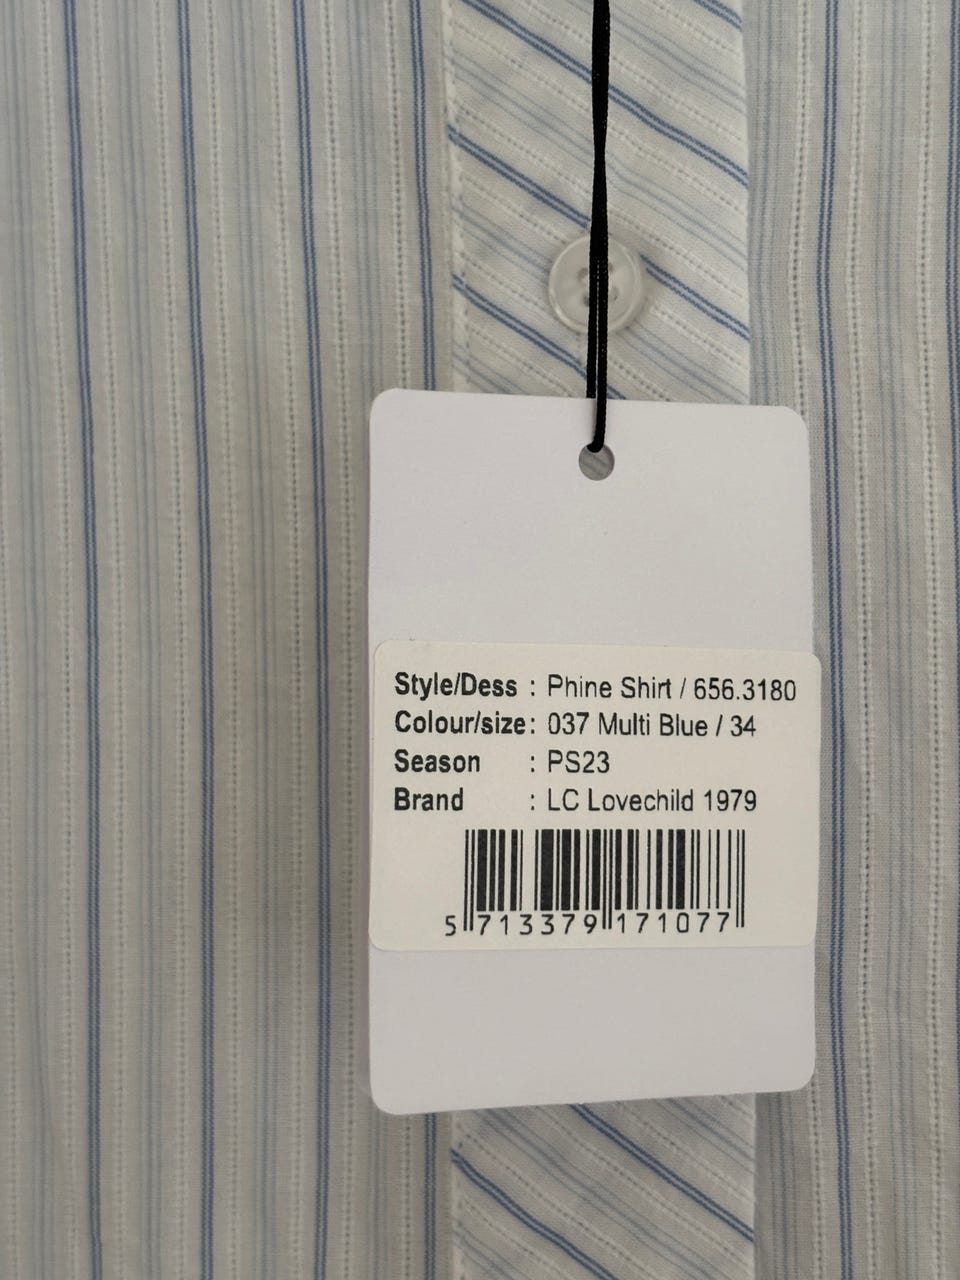 Style/Dess : Phine Shirt / 656.3180
Colour/size: 037 Multi Blue / 34
Season : PS23
Brand : LC Lovechild 1979
5 713379 171077